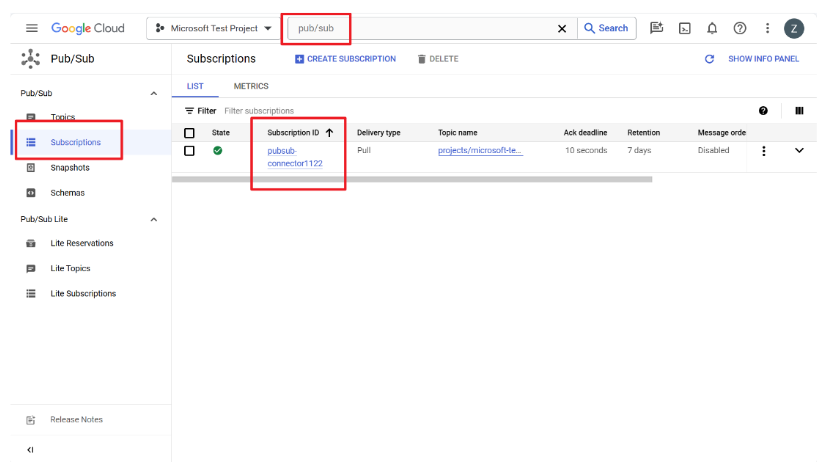 Google Cloud
Microsoft Test Project
pub/sub
Search
Z
Pub/Sub
Subscriptions
CREATE SUBSCRIPTION
DELETE
SHOW INFO PANEL
Pub/Sub
Topics
Subscriptions
Snapshots
Schemas
Pub/Sub Lite
Lite Reservations
Lite Topics
Lite Subscriptions
Release Notes
LIST
METRICS
Filter Filter subscriptions
State Subscription ID Delivery type Topic name Ack deadline Retention Message orde
pubsub-
connector1122
Pull projects/microsoft-te... 10 seconds 7 days Disabled